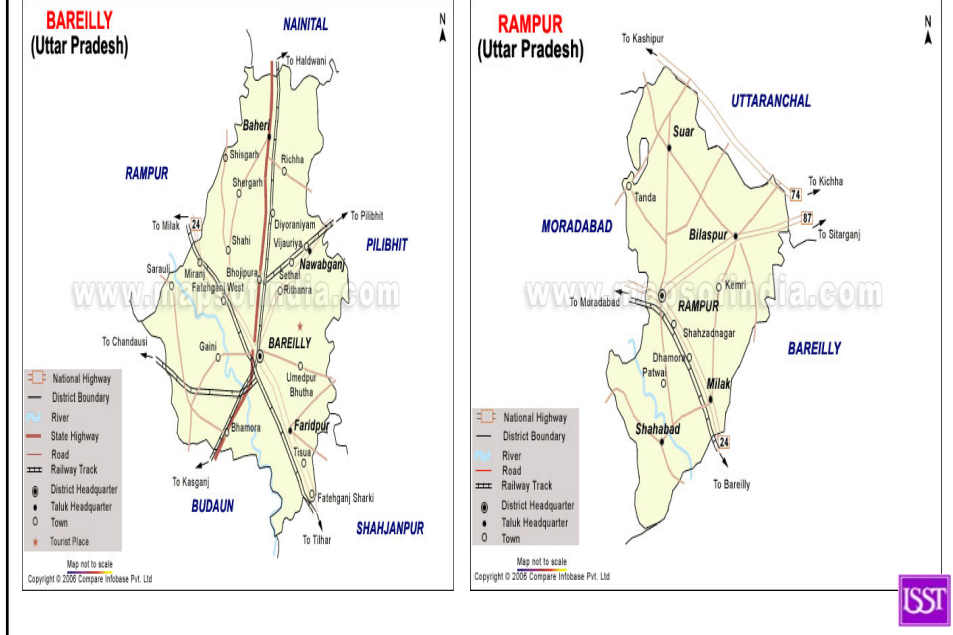 BAREILLY
(Uttar Pradesh)
NAINITAL
N
To Haldwani
Baheri
Shisgarh
Richha
RAMPUR
Shergarh
To Milak
24
Diyoraniyam
To Pilibhit
Shahi
Vijauriya
PILIBHIT
Nawabganj
Sarauli
Miranj
Bhojipura
Sethal
Fatehganj West
Rithanra
www.mapsofindia.com
To Chandausi
Gaini
BAREILLY
Umedpur
Bhutha
National Highway
District Boundary
River
State Highway
Road
Railway Track
District Headquarter
Taluk Headquarter
Town
Tourist Place
Bhamora
Faridpur
Tisua
To Kasganj
BUDAUN
Fatehganj Sharki
SHAHJANPUR
To Tilhar
Map not to scale
Copyright © 2006 Compare Infobase Pvt. Ltd
RAMPUR
(Uttar Pradesh)
N
To Kashipur
UTTARANCHAL
Suar
To Kichha
74
Tanda
87
MORADABAD
Bilaspur
To Sitarganj
www.mapsofindia.com
Kemri
To Moradabad
RAMPUR
Shahzadnagar
BAREILLY
Dhamora
Patwai
Milak
Shahabad
24
To Bareilly
National Highway
District Boundary
River
Road
Railway Track
District Headquarter
Taluk Headquarter
Town
Map not to scale
Copyright © 2006 Compare Infobase Pvt. Ltd
ISST